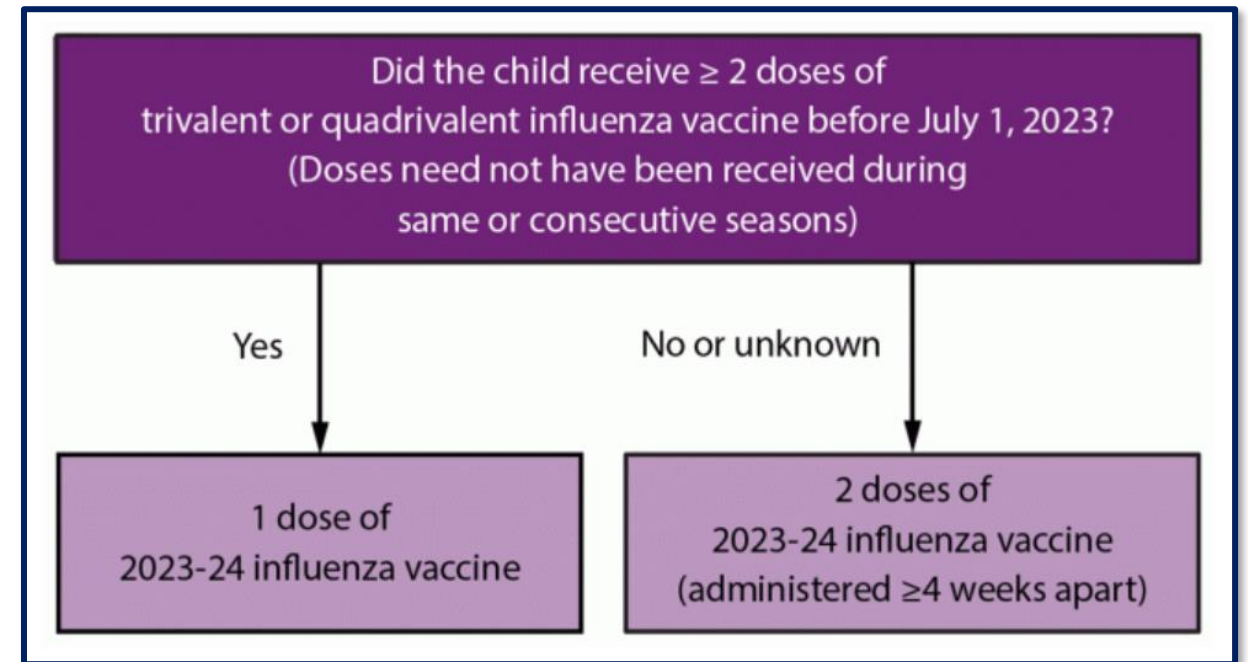 Did the child receive ≥ 2 doses of
trivalent or quadrivalent influenza vaccine before July 1, 2023?
(Doses need not have been received during
same or consecutive seasons)
Yes
No or unknown
1 dose of
2023-24 influenza vaccine
2 doses of
2023-24 influenza vaccine
(administered ≥4 weeks apart)